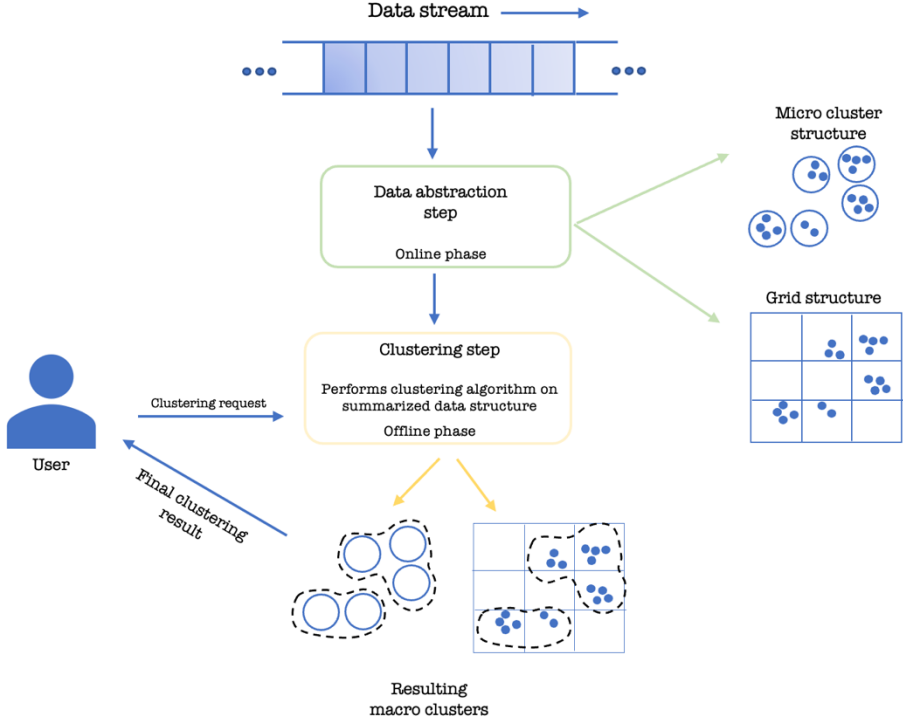 Data stream
Micro cluster
structure
Data abstraction
step
Online phase
Grid structure
Clustering step
Performs clustering algorithm on
summarized data structure
Offline phase
Clustering request
User
Final clustering
result
Resulting
macro clusters